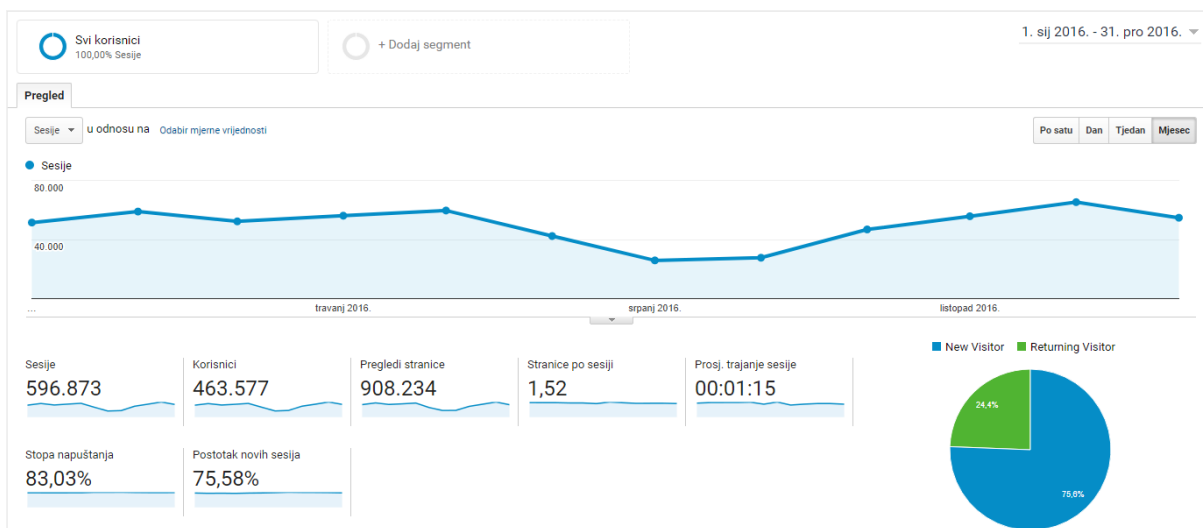 Svi korisnici
100,00% Sesije
+ Dodaj segment
1. sij 2016. - 31. pro 2016.
Pregled
Sesije u odnosu na Odabir mjerne vrijednosti
Po satu Dan Tjedan Mjesec
Sesije
80.000
40.000
... travanj 2016. srpanj 2016. listopad 2016.
New Visitor Returning Visitor
Sesije
596.873
Korisnici
463.577
Pregledi stranice
908.234
Stranice po sesiji
1,52
Prosj. trajanje sesije
00:01:15
Stopa napuštanja
83,03%
Postotak novih sesija
75,58%
24,4%
75,6%